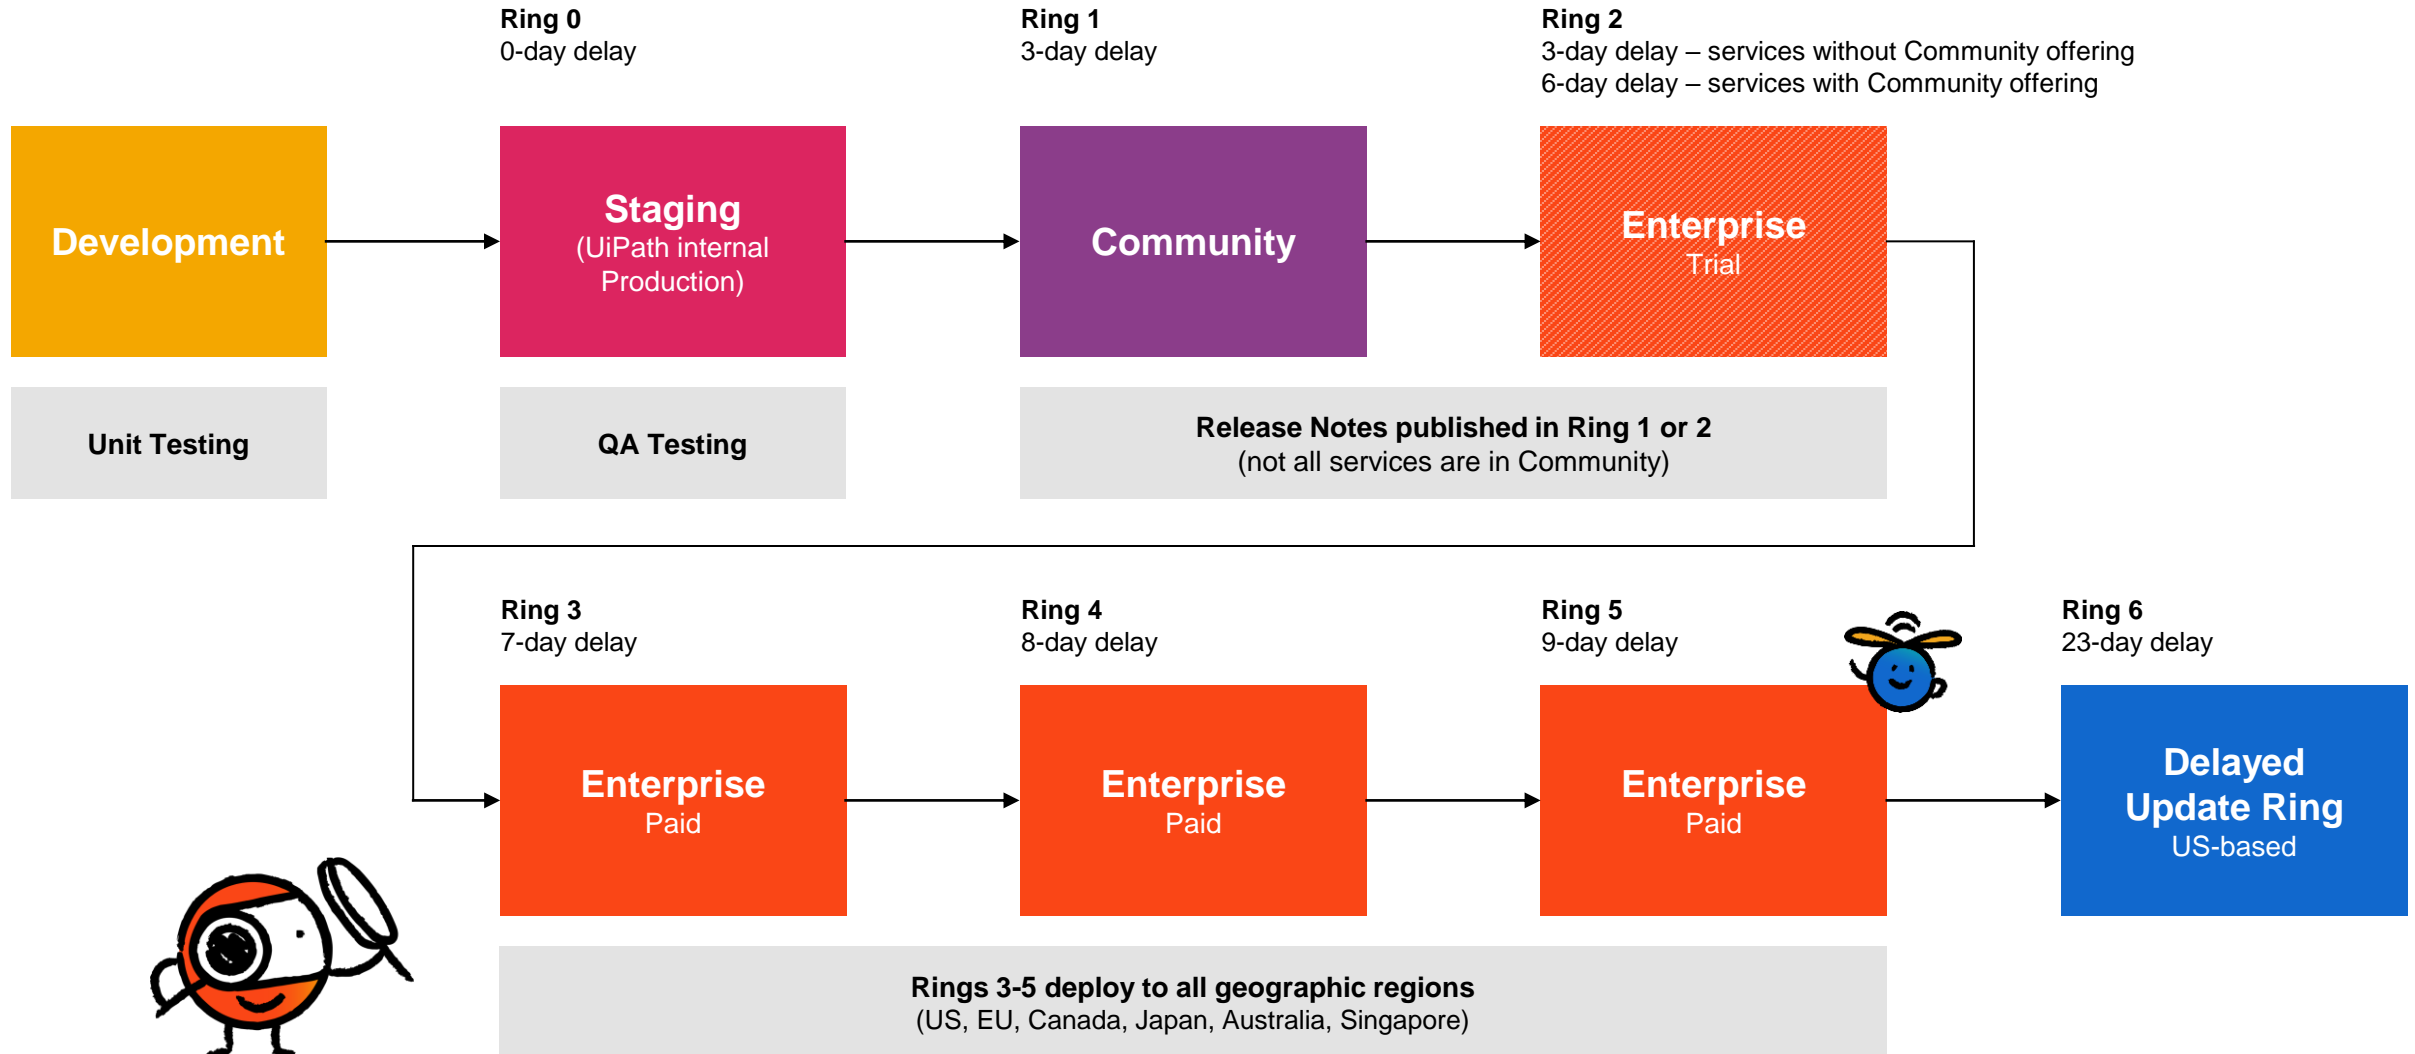 Ring 0
0-day delay
Ring 1
3-day delay
Ring 2
3-day delay – services without Community offering
6-day delay – services with Community offering
Development
Staging
(UiPath internal
Production)
Community
Enterprise
Trial
Unit Testing
QA Testing
Release Notes published in Ring 1 or 2
(not all services are in Community)
Ring 3
7-day delay
Ring 4
8-day delay
Ring 5
9-day delay
Ring 6
23-day delay
Enterprise
Paid
Enterprise
Paid
Enterprise
Paid
Delayed
Update Ring
US-based
Rings 3-5 deploy to all geographic regions
(US, EU, Canada, Japan, Australia, Singapore)